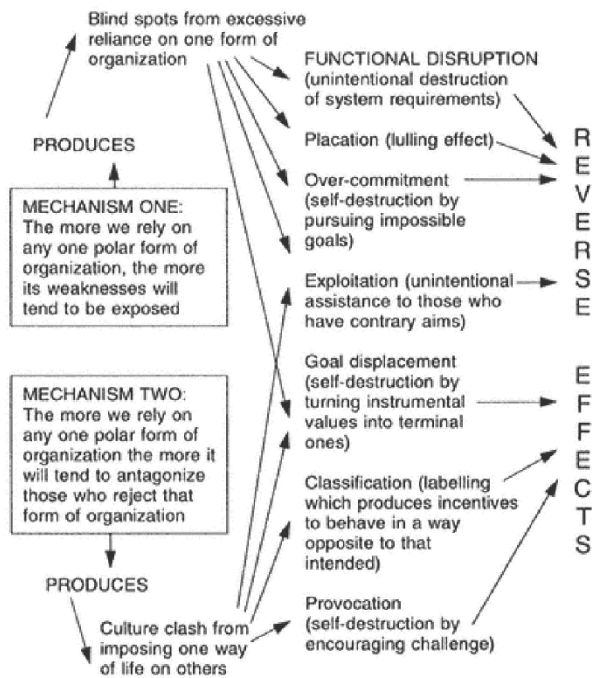 Blind spots from excessive
reliance on one form of
organization
PRODUCES
MECHANISM ONE:
The more we rely on
any one polar form of
organization, the more
its weaknesses will
tend to be exposed
MECHANISM TWO:
The more we rely on
any one polar form of
organization the more it
will tend to antagonize
those who reject that
form of organization
PRODUCES
Culture clash from
imposing one way of
life on others
FUNCTIONAL DISRUPTION
(unintentional destruction
of system requirements)
Placation (lulling effect)
Over-commitment
(self-destruction by
pursuing impossible
goals)
Exploitation (unintentional
assistance to those who
have contrary aims)
Goal displacement
(self-destruction by
turning instrumental
values into terminal
ones)
Classification (labelling
which produces incentives
to behave in a way
opposite to that
intended)
Provocation
(self-destruction by
encouraging challenge)
REVERSE
EFFECTS